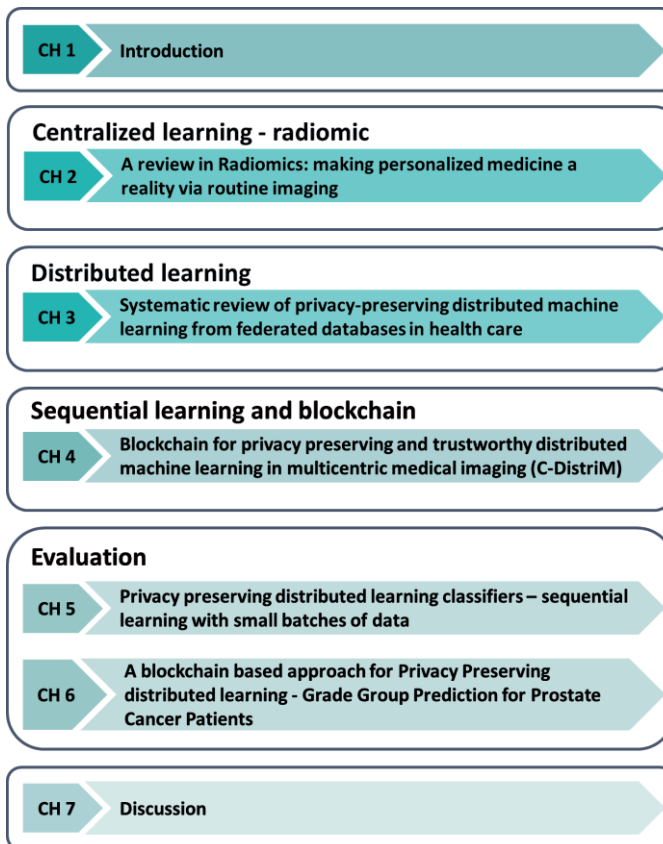 CH 1
Introduction
Centralized learning - radiomic
CH 2
A review in Radiomics: making personalized medicine a
reality via routine imaging
Distributed learning
CH 3
Systematic review of privacy-preserving distributed machine
learning from federated databases in health care
Sequential learning and blockchain
CH 4
Blockchain for privacy preserving and trustworthy distributed
machine learning in multicentric medical imaging (C-DistriM)
Evaluation
CH 5
Privacy preserving distributed learning classifiers – sequential
learning with small batches of data
CH 6
A blockchain based approach for Privacy Preserving
distributed learning - Grade Group Prediction for Prostate
Cancer Patients
CH 7
Discussion